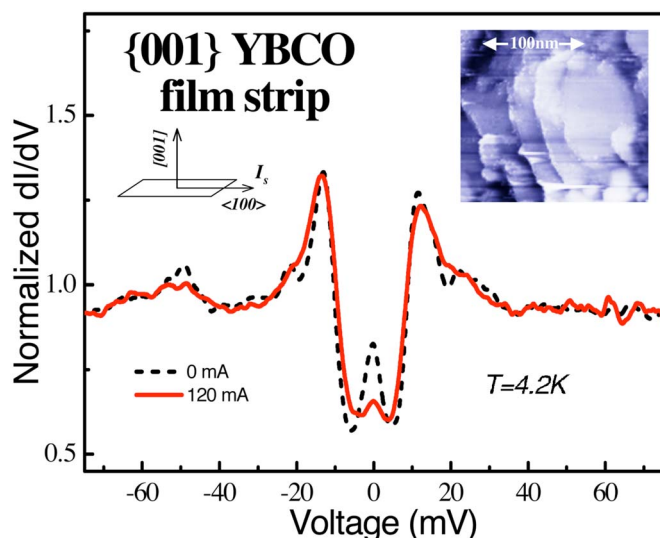 {001} YBCO
film strip
100nm
[001]
I_s
<100>
Normalized dI/dV
1.5
1.0
0.5
0 mA
120 mA
T=4.2K
-60 -40 -20 0 20 40 60
Voltage (mV)